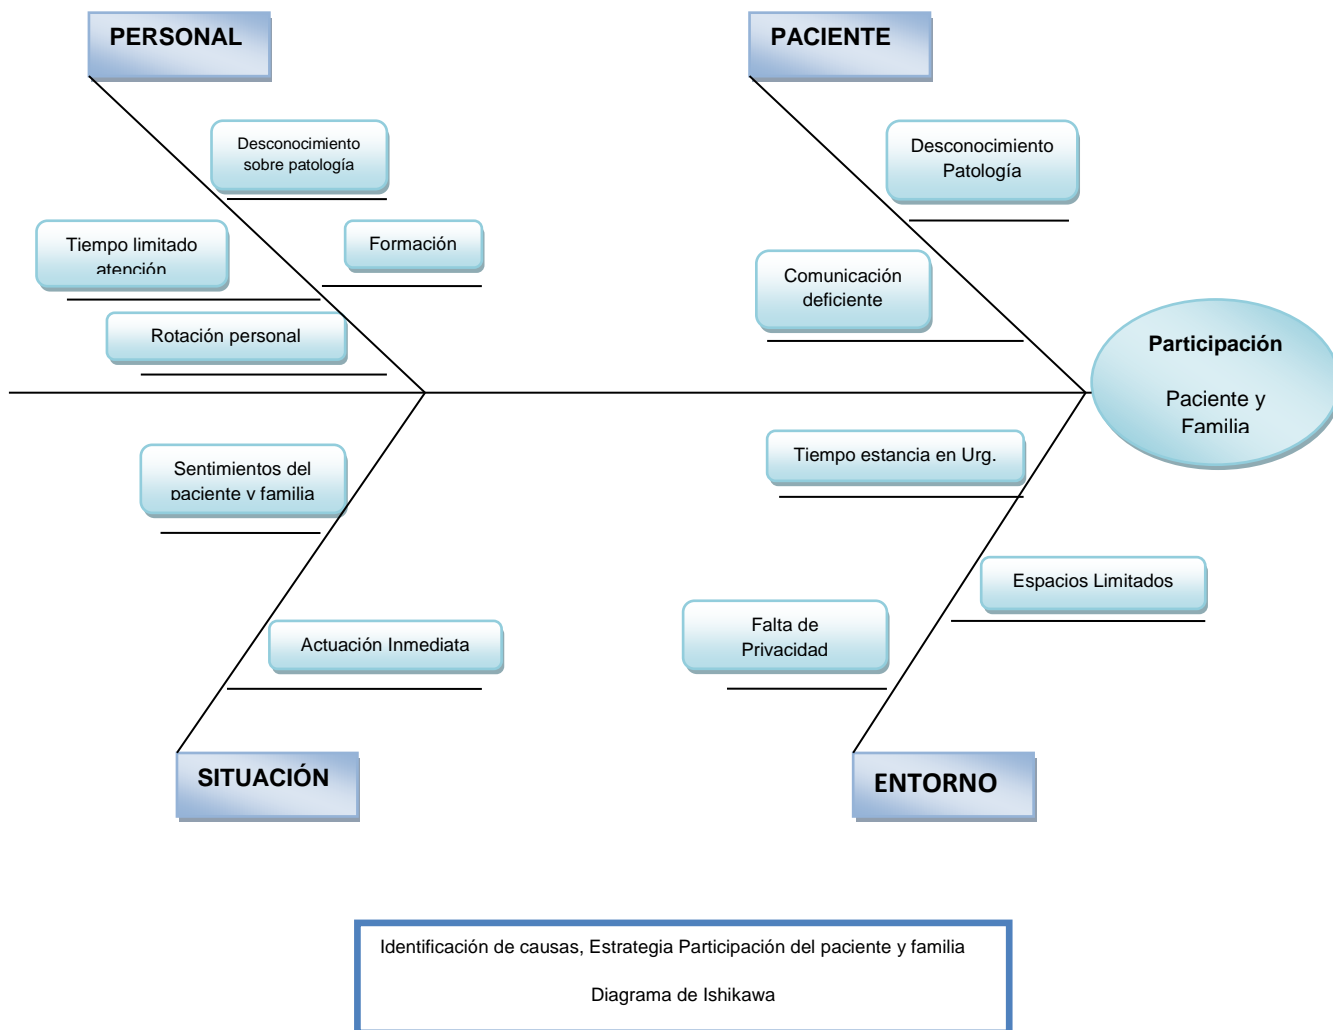 PERSONAL
PACIENTE
Desconocimiento
sobre patología
Desconocimiento
Patología
Tiempo limitado
atención
Formación
Comunicación
deficiente
Rotación personal
Participación
Paciente y
Familia
Sentimientos del
paciente y familia
Tiempo estancia en Urg.
Espacios Limitados
Actuación Inmediata
Falta de
Privacidad
SITUACIÓN
ENTORNO
Identificación de causas, Estrategia Participación del paciente y familia
Diagrama de Ishikawa